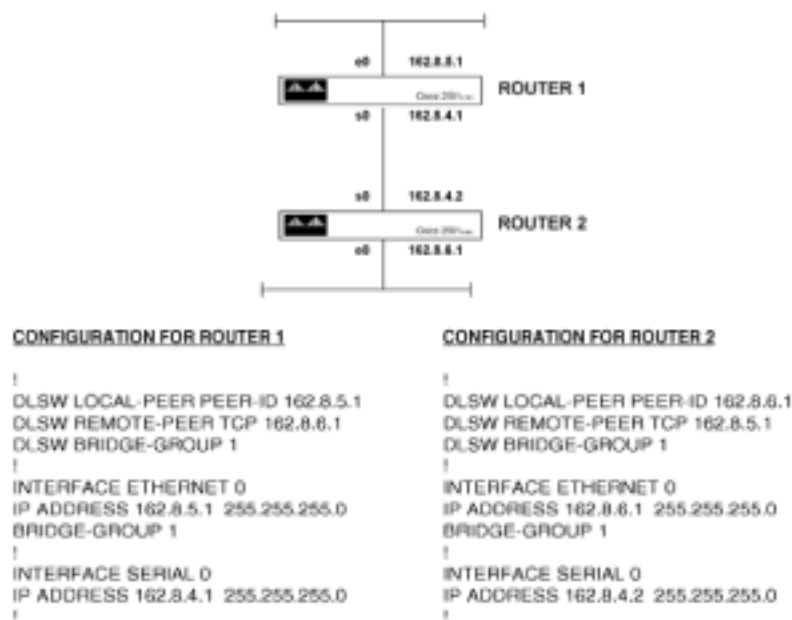 e0 162.8.5.1
ROUTER 1
s0 162.8.4.1
s0 162.8.4.2
ROUTER 2
e0 162.8.6.1
CONFIGURATION FOR ROUTER 1
!
DLSW LOCAL-PEER PEER-ID 162.8.5.1
DLSW REMOTE-PEER TCP 162.8.6.1
DLSW BRIDGE-GROUP 1
!
INTERFACE ETHERNET 0
IP ADDRESS 162.8.5.1 255.255.255.0
BRIDGE-GROUP 1
!
INTERFACE SERIAL 0
IP ADDRESS 162.8.4.1 255.255.255.0
!
CONFIGURATION FOR ROUTER 2
!
DLSW LOCAL-PEER PEER-ID 162.8.6.1
DLSW REMOTE-PEER TCP 162.8.5.1
DLSW BRIDGE-GROUP 1
!
INTERFACE ETHERNET 0
IP ADDRESS 162.8.6.1 255.255.255.0
BRIDGE-GROUP 1
!
INTERFACE SERIAL 0
IP ADDRESS 162.8.4.2 255.255.255.0
!